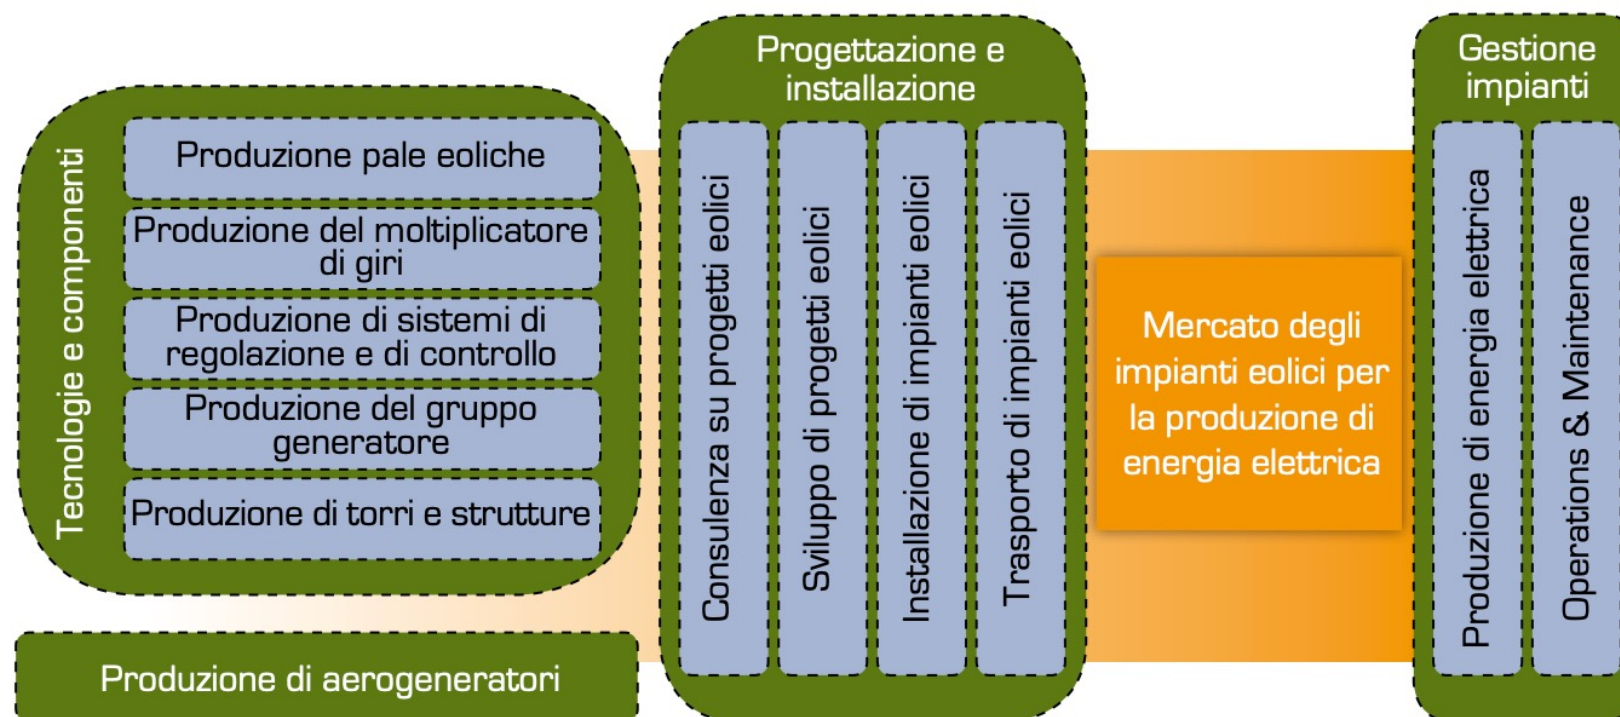 Tecnologie e componenti
Produzione pale eoliche
Produzione del moltiplicatore
di giri
Produzione di sistemi di
regolazione e di controllo
Produzione del gruppo
generatore
Produzione di torri e strutture
Produzione di aerogeneratori
Progettazione e
installazione
Consulenza su progetti eolici
Sviluppo di progetti eolici
Installazione di impianti eolici
Trasporto di impianti eolici
Mercato degli
impianti eolici per
la produzione di
energia elettrica
Gestione
impianti
Produzione di energia elettrica
Operations & Maintenance